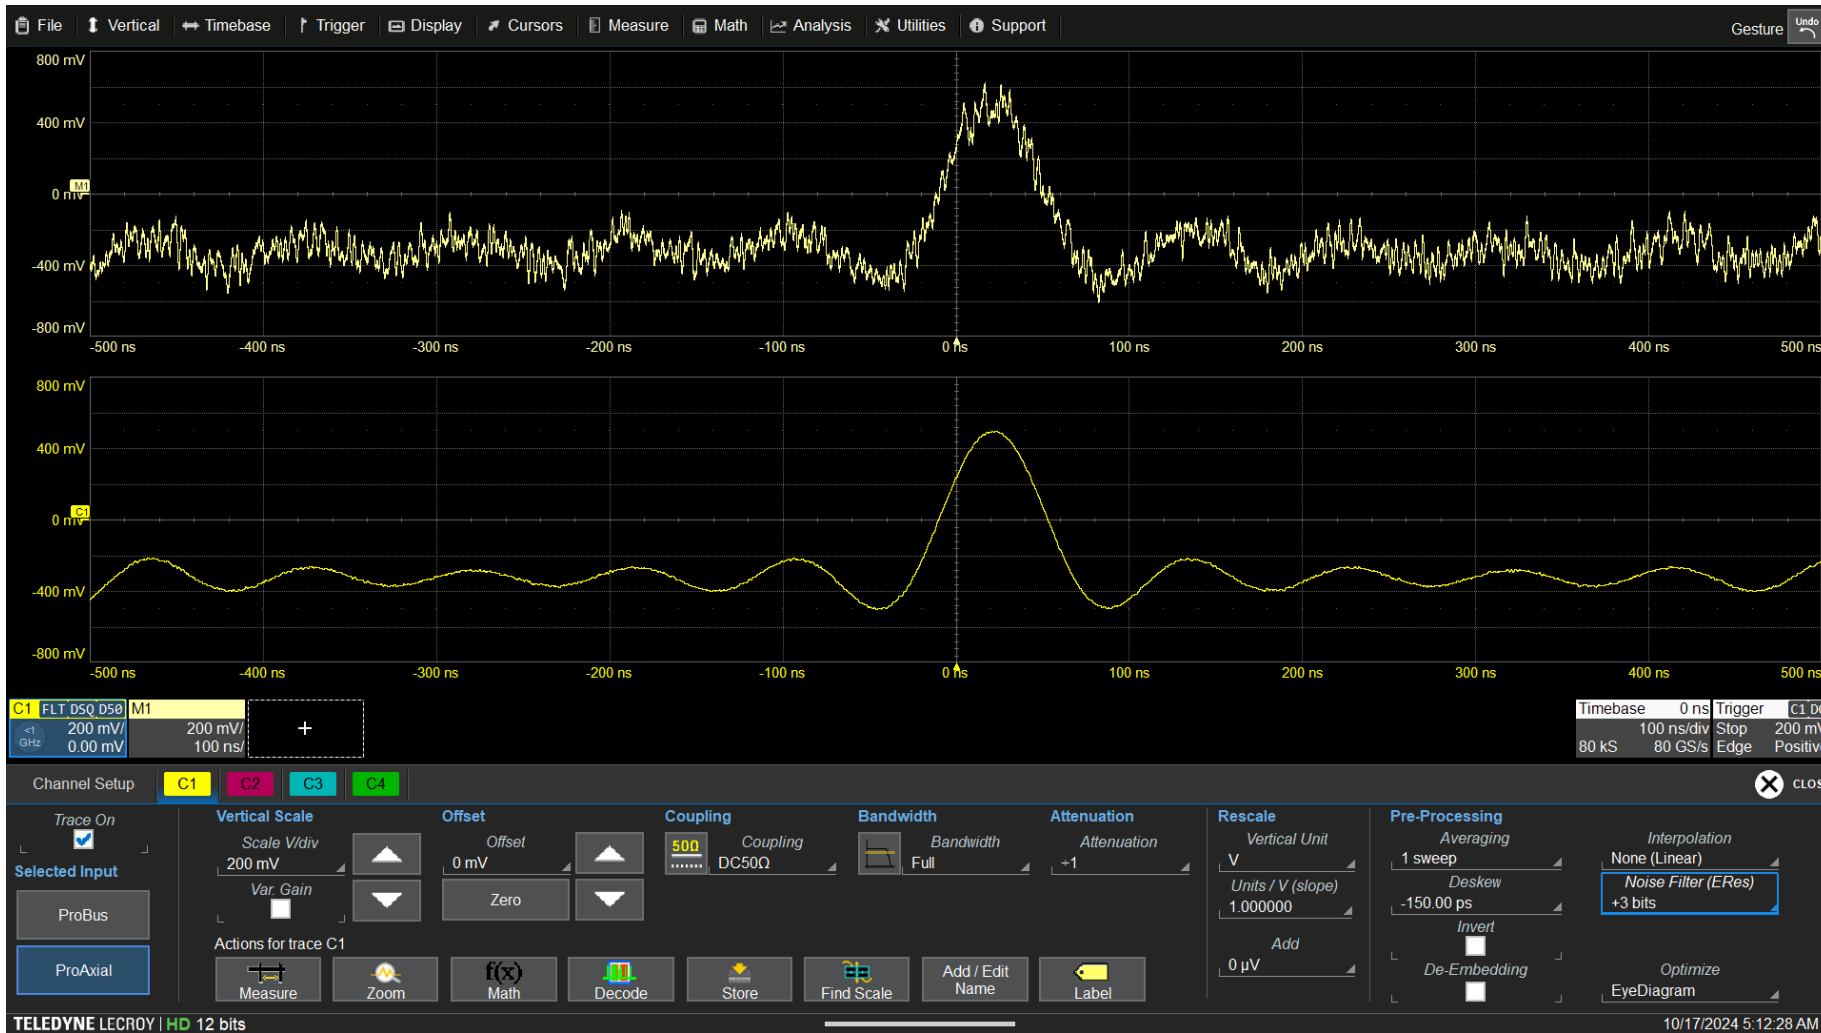 File Vertical Timebase Trigger Display Cursors Measure Math Analysis Utilities Support Gesture Undo
800 mV
400 mV
M1
0 mV
-400 mV
-800 mV
-500 ns -400 ns -300 ns -200 ns -100 ns 0 ns 100 ns 200 ns 300 ns 400 ns 500 ns
800 mV
400 mV
C1
0 mV
-400 mV
-800 mV
-500 ns -400 ns -300 ns -200 ns -100 ns 0 ns 100 ns 200 ns 300 ns 400 ns 500 ns
C1 FLT DSQ D50 M1 Timebase 0 ns Trigger C1
<1 GHz 200 mV/ 200 mV/ + 100 ns/div Stop 200 mV
0.00 mV 100 ns/ 80 kS 80 GS/s Edge Positive
Channel Setup C1 C2 C3 C4 CLOS
Trace On Vertical Scale Offset Coupling Bandwidth Attenuation Rescale Pre-Processing
Scale V/div Offset 50Ω Coupling Bandwidth Attenuation Vertical Unit Averaging Interpolation
200 mV 0 mV DC50Ω Full ÷1 V 1 sweep None (Linear)
Selected Input Var. Gain Zero Units / V (slope) Deskew Noise Filter (ERes)
ProBus 1.000000 -150.00 ps +3 bits
Invert
Actions for trace C1 Add
ProAxial 0 µV De-Embedding Optimize
Measure Zoom f(x) Math Decode Store Find Scale Add / Edit Name Label EyeDiagram
TELEDYNE LECROY | HD 12 bits 10/17/2024 5:12:28 AM